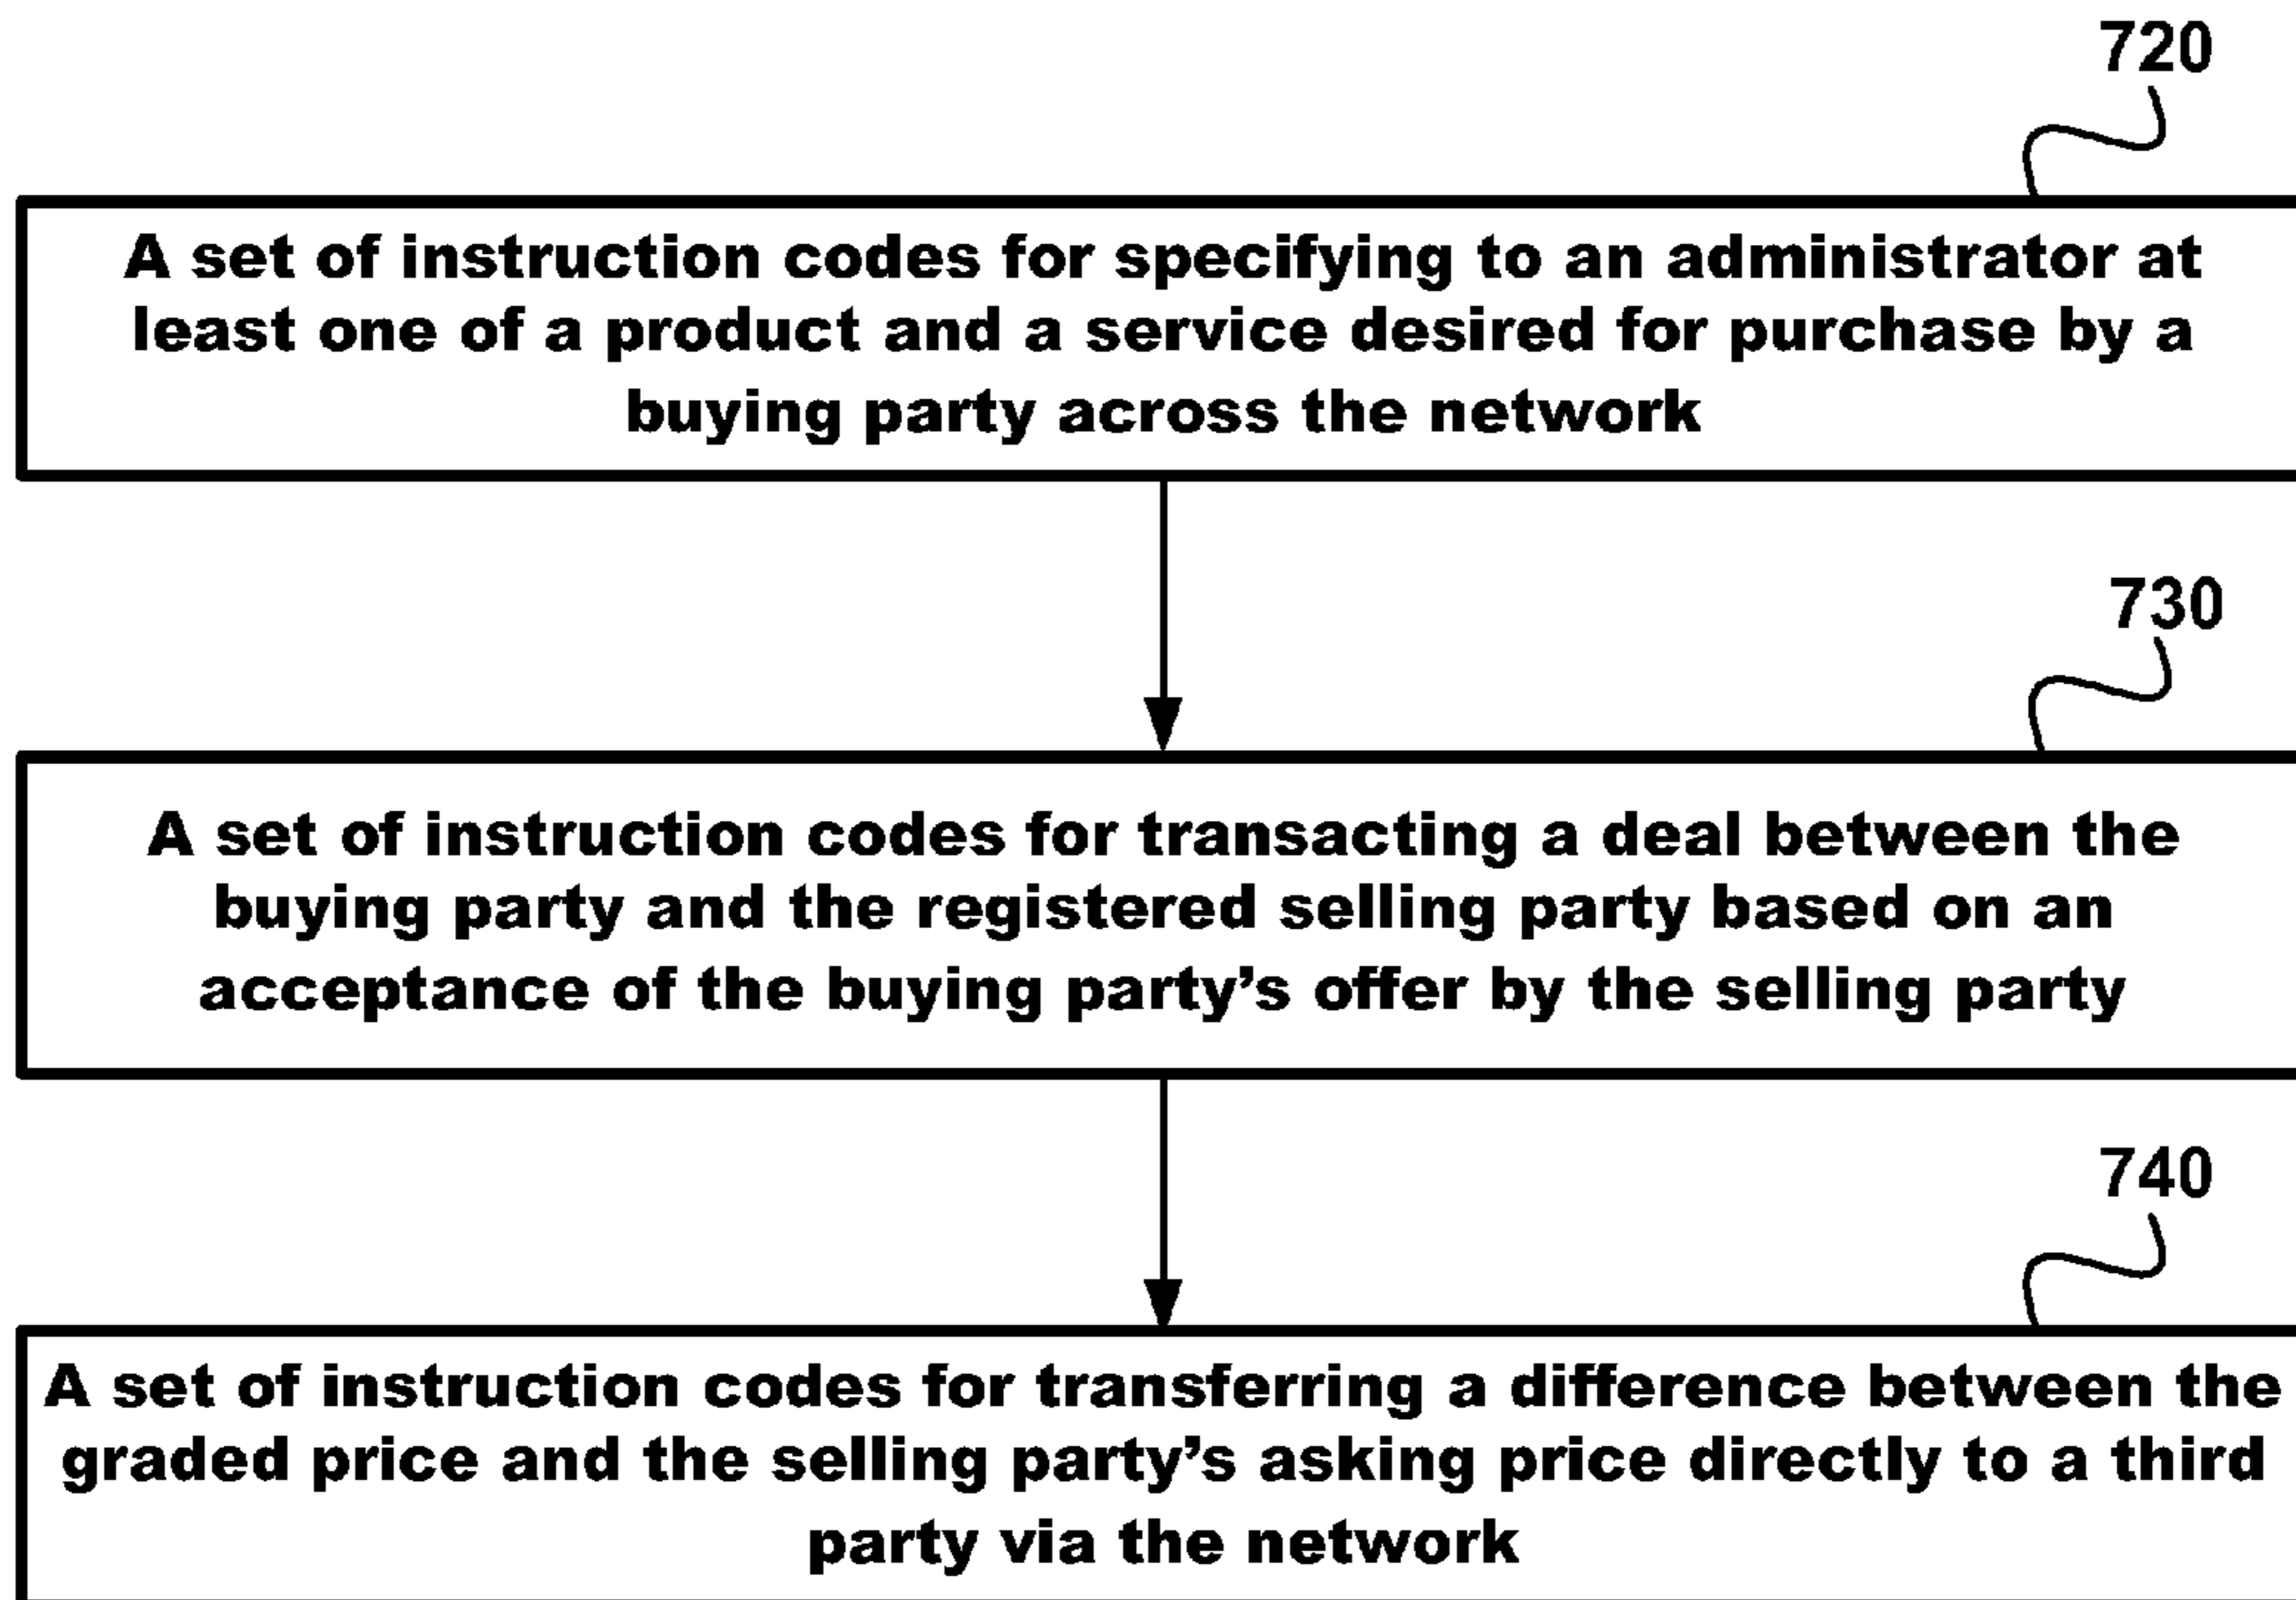 720
A set of instruction codes for specifying to an administrator at
least one of a product and a service desired for purchase by a
buying party across the network
730
A set of instruction codes for transacting a deal between the
buying party and the registered selling party based on an
acceptance of the buying party’s offer by the selling party
740
A set of instruction codes for transferring a difference between the
graded price and the selling party’s asking price directly to a third
party via the network